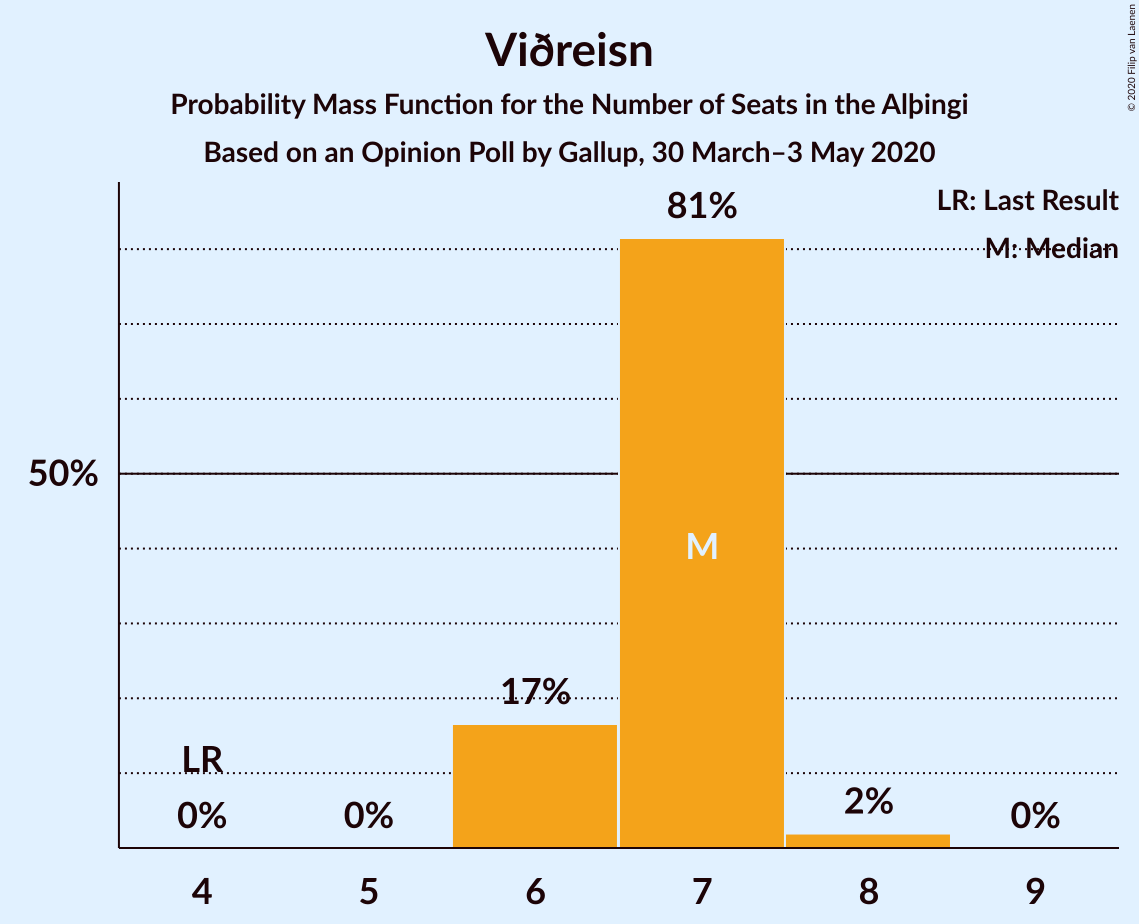 Viðreisn
Probability Mass Function for the Number of Seats in the Alþingi
Based on an Opinion Poll by Gallup, 30 March–3 May 2020
© 2020 Filip van Laenen
LR: Last Result
M: Median
81%
50%
M
17%
LR
0%
0%
2%
0%
4 5 6 7 8 9